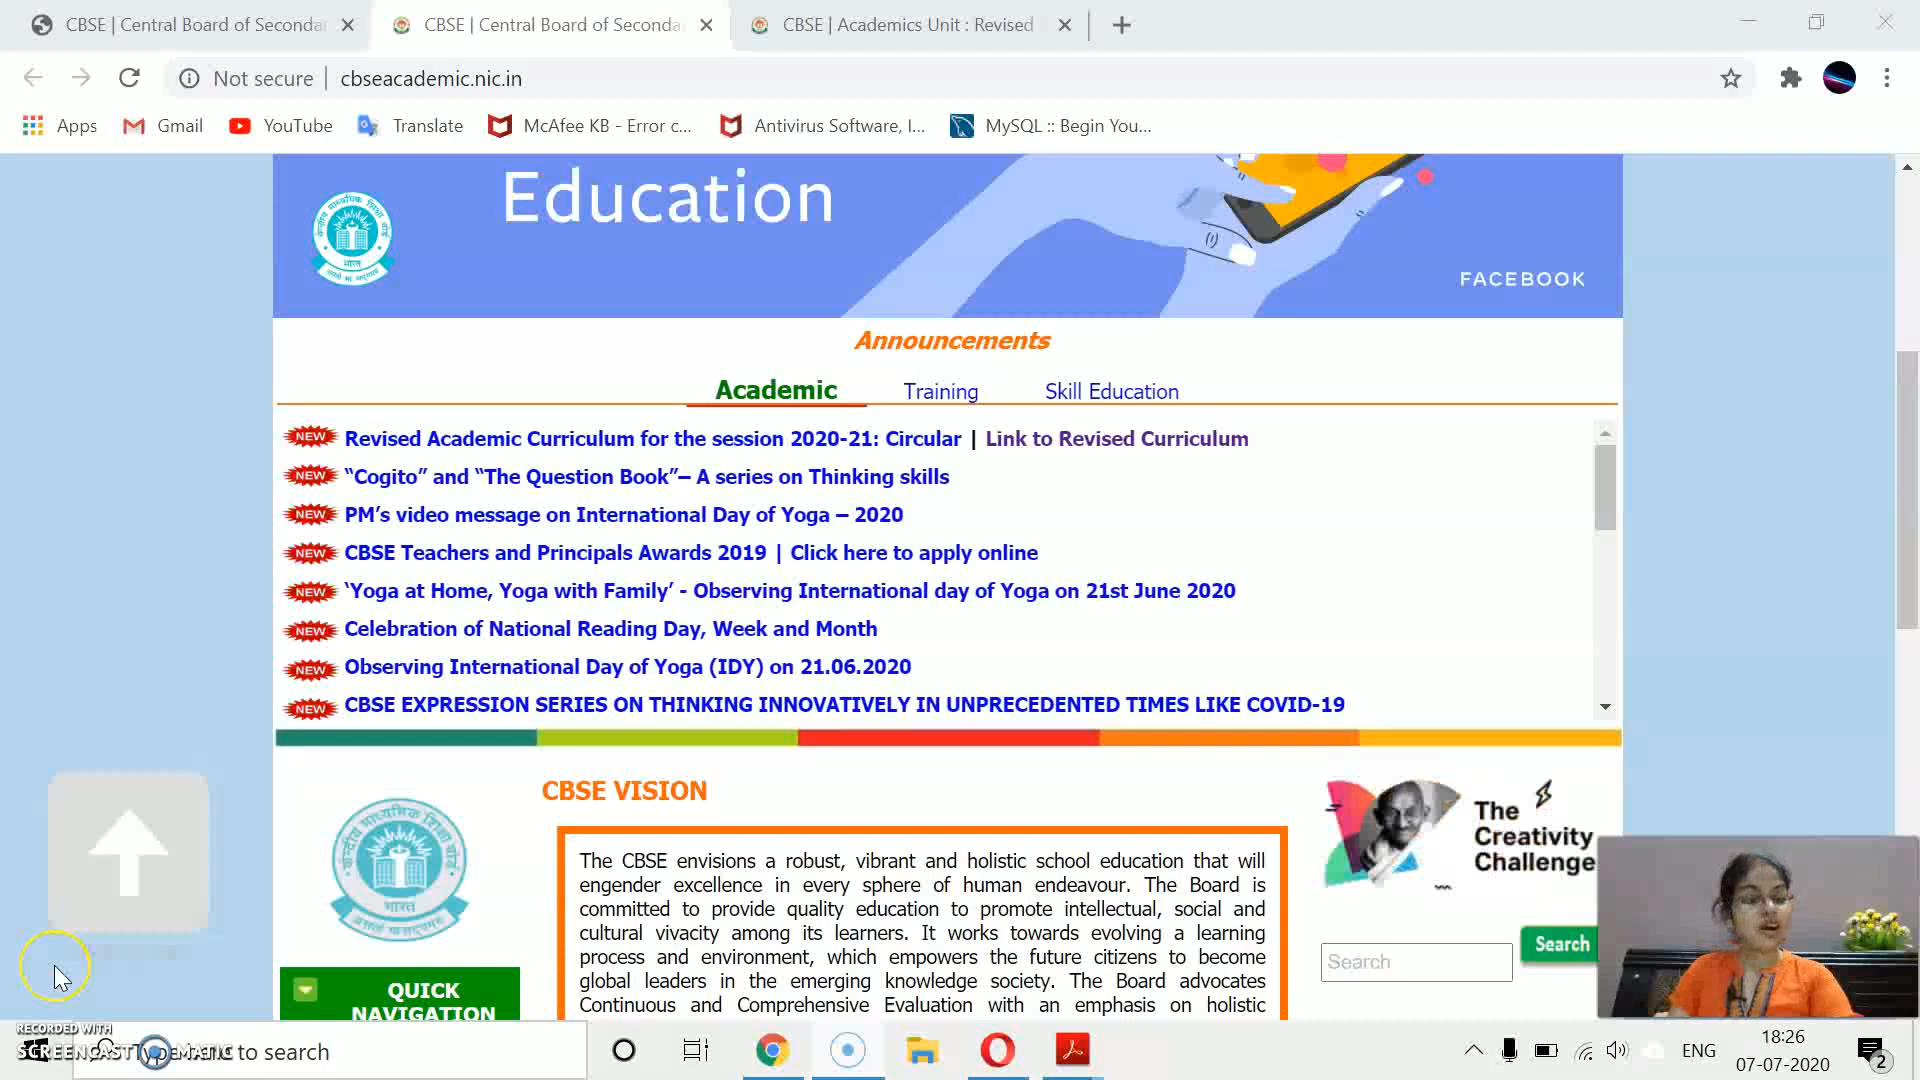 CBSE | Central Board of Seconda
CBSE | Central Board of Seconda
CBSE | Academics Unit : Revised
Not secure
cbseacademic.nic.in
Apps
Gmail
YouTube
Translate
McAfee KB - Error c...
Antivirus Software, I...
MySQL :: Begin You...
Education
भारत
FACEBOOK
Announcements
Academic
Training
Skill Education
NEW Revised Academic Curriculum for the session 2020-21: Circular | Link to Revised Curriculum
NEW “Cogito” and “The Question Book”– A series on Thinking skills
NEW PM’s video message on International Day of Yoga – 2020
NEW CBSE Teachers and Principals Awards 2019 | Click here to apply online
NEW ‘Yoga at Home, Yoga with Family’ - Observing International day of Yoga on 21st June 2020
NEW Celebration of National Reading Day, Week and Month
NEW Observing International Day of Yoga (IDY) on 21.06.2020
NEW CBSE EXPRESSION SERIES ON THINKING INNOVATIVELY IN UNPRECEDENTED TIMES LIKE COVID-19
केन्द्रीय माध्यमिक शिक्षा बोर्ड
भारत
QUICK
NAVIGATION
CBSE VISION
The CBSE envisions a robust, vibrant and holistic school education that will
engender excellence in every sphere of human endeavour. The Board is
committed to provide quality education to promote intellectual, social and
cultural vivacity among its learners. It works towards evolving a learning
process and environment, which empowers the future citizens to become
global leaders in the emerging knowledge society. The Board advocates
Continuous and Comprehensive Evaluation with an emphasis on holistic
The
Creativity
Challenge
Search
Search
RECORDED WITH
SCREENCAST MATIC
to search
ENG
18:26
07-07-2020
2